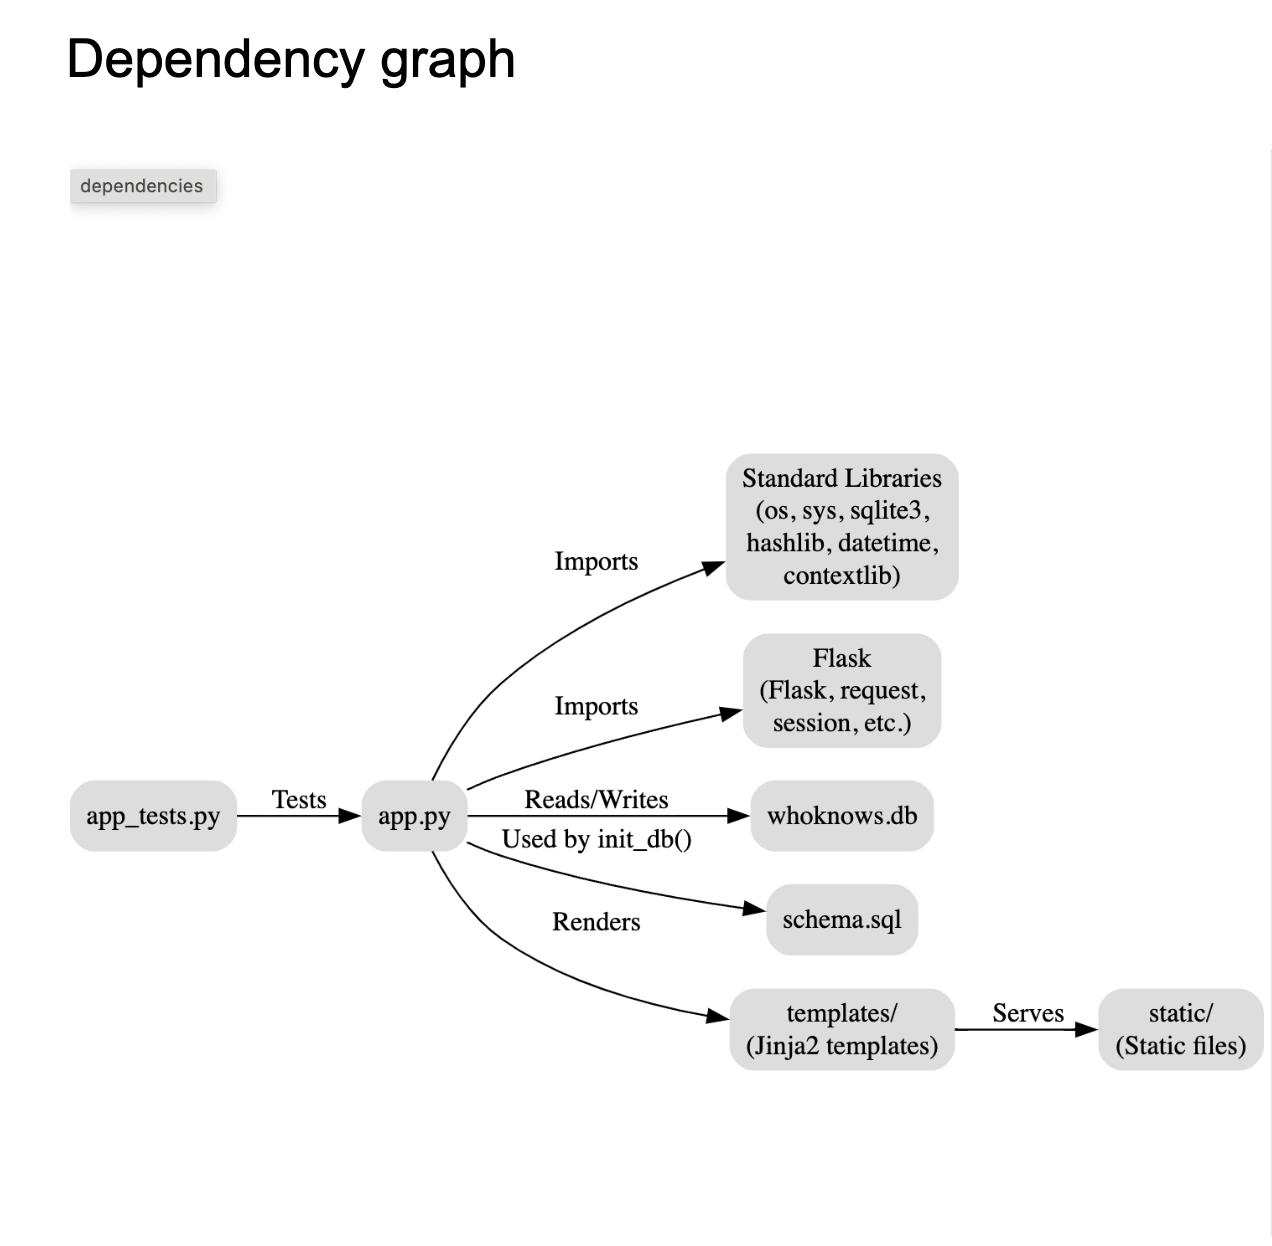 Dependency graph
dependencies
Standard Libraries
(os, sys, sqlite3,
hashlib, datetime,
contextlib)
Imports
Flask
(Flask, request,
session, etc.)
Imports
app_tests.py
Tests
app.py
Reads/Writes
whoknows.db
Used by init_db()
schema.sql
Renders
templates/
(Jinja2 templates)
Serves
static/
(Static files)